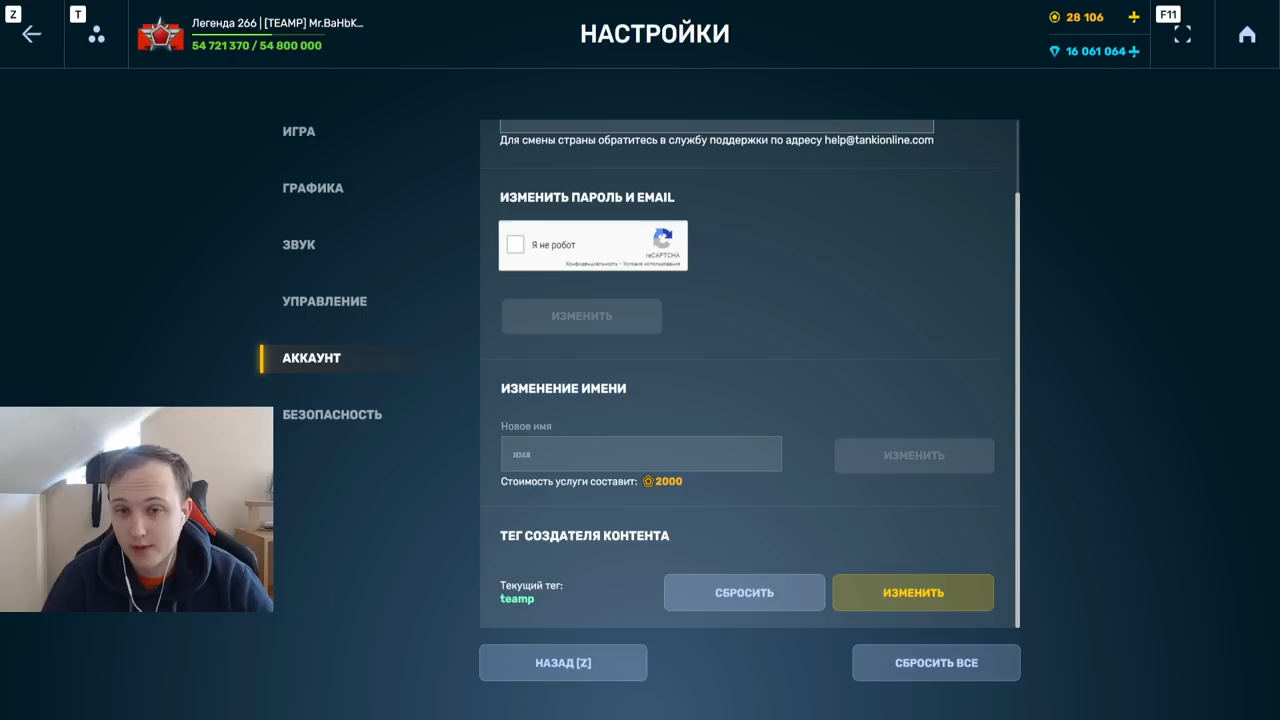 Z
T
Легенда 266 | [TEAMP] Mr.BaHbK...
54 721 370 / 54 800 000
НАСТРОЙКИ
28 106
16 061 064
F11
ИГРА
ГРАФИКА
ЗВУК
УПРАВЛЕНИЕ
АККАУНТ
БЕЗОПАСНОСТЬ
Для смены страны обратитесь в службу поддержки по адресу help@tankionline.com
ИЗМЕНИТЬ ПАРОЛЬ И EMAIL
Я не робот
reCAPTCHA
Конфиденциальность - Условия использования
ИЗМЕНИТЬ
ИЗМЕНЕНИЕ ИМЕНИ
Новое имя
имя
ИЗМЕНИТЬ
Стоимость услуги составит: 2000
ТЕГ СОЗДАТЕЛЯ КОНТЕНТА
Текущий тег:
teamp
СБРОСИТЬ
ИЗМЕНИТЬ
НАЗАД [Z]
СБРОСИТЬ ВСЕ